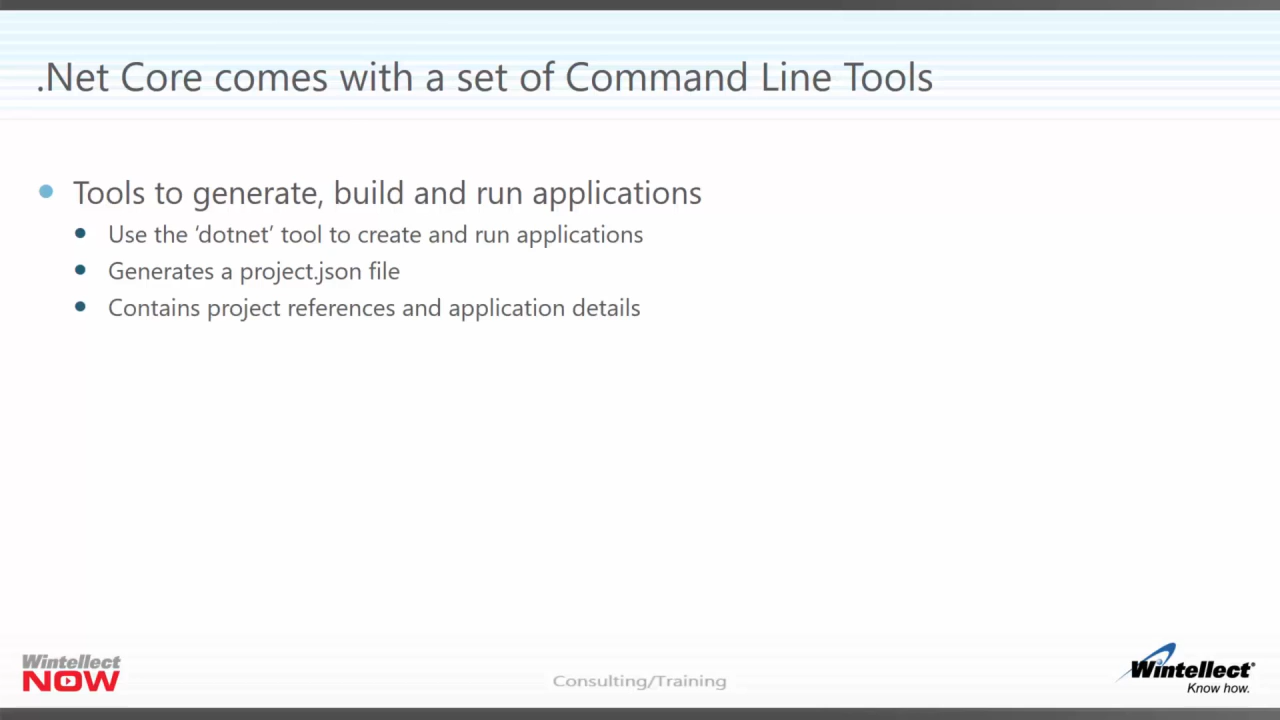 .Net Core comes with a set of Command Line Tools
Tools to generate, build and run applications
Use the ‘dotnet’ tool to create and run applications
Generates a project.json file
Contains project references and application details
Wintellect
NOW
Consulting/Training
Wintellect®
Know how.